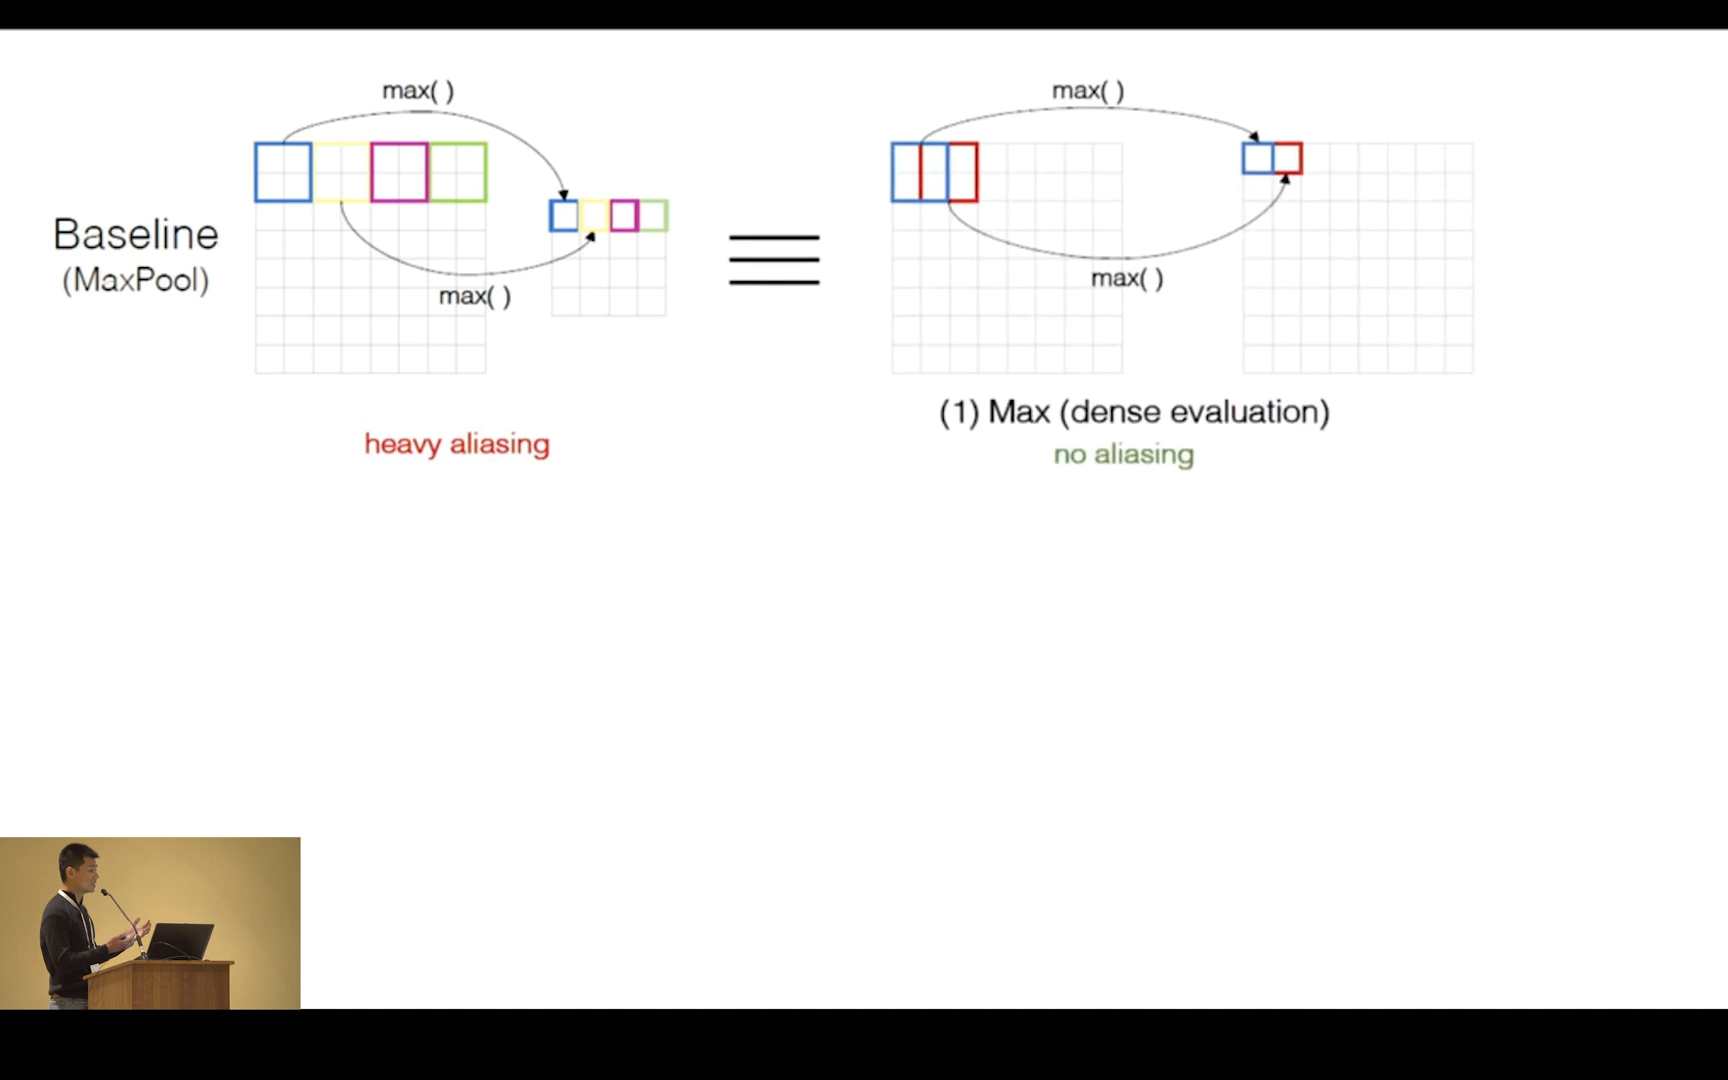 max( )
max( )
Baseline
(MaxPool)
max( )
max( )
(1) Max (dense evaluation)
heavy aliasing
no aliasing